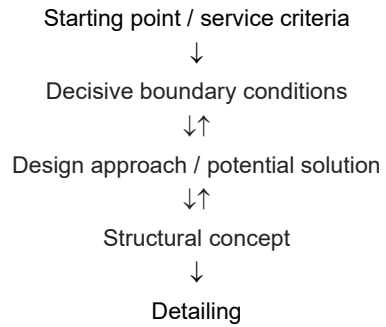 Starting point / service criteria
↓
Decisive boundary conditions
↓↑
Design approach / potential solution
↓↑
Structural concept
↓
Detailing